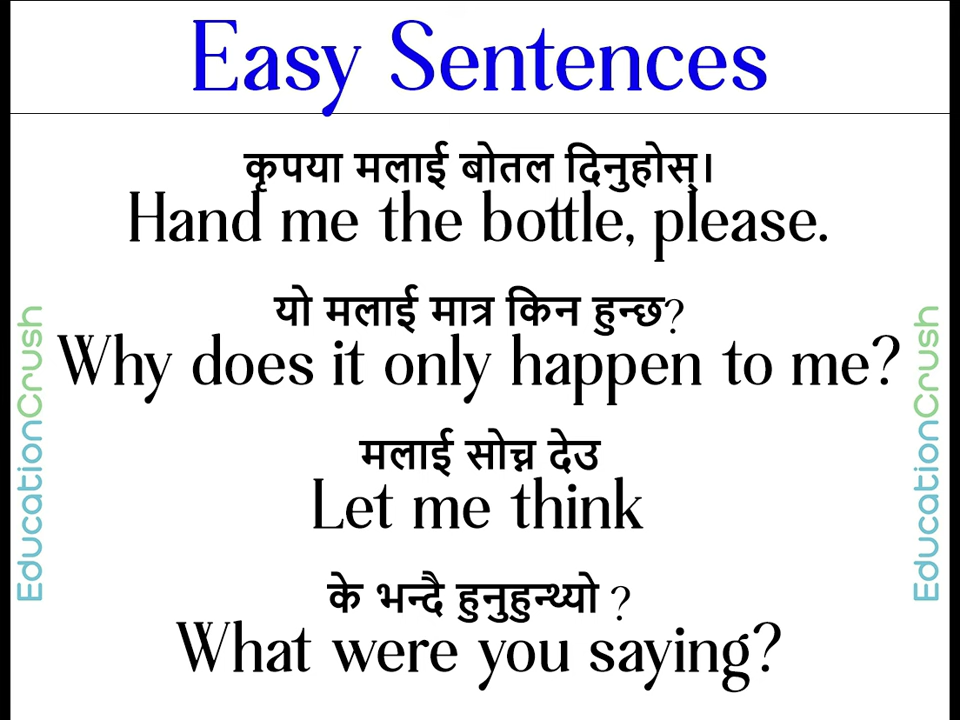 Easy Sentences
कृपया मलाई बोतल दिनुहोस्।
Hand me the bottle, please.
यो मलाई मात्र किन हुन्छ?
Why does it only happen to me?
मलाई सोच्न देउ
Let me think
के भन्दै हुनुहुन्थ्यो ?
What were you saying?
EducationCrush
EducationCrush